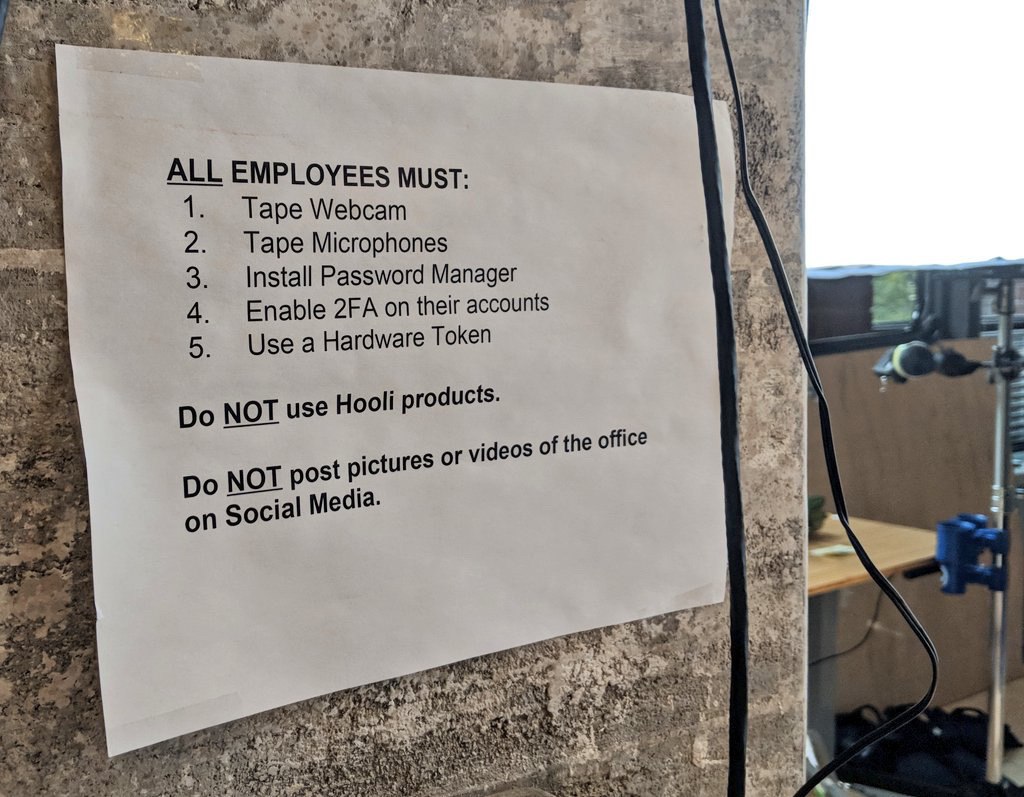 ALL EMPLOYEES MUST:
1. Tape Webcam
2. Tape Microphones
3. Install Password Manager
4. Enable 2FA on their accounts
5. Use a Hardware Token
Do NOT use Hooli products.
Do NOT post pictures or videos of the office
on Social Media.